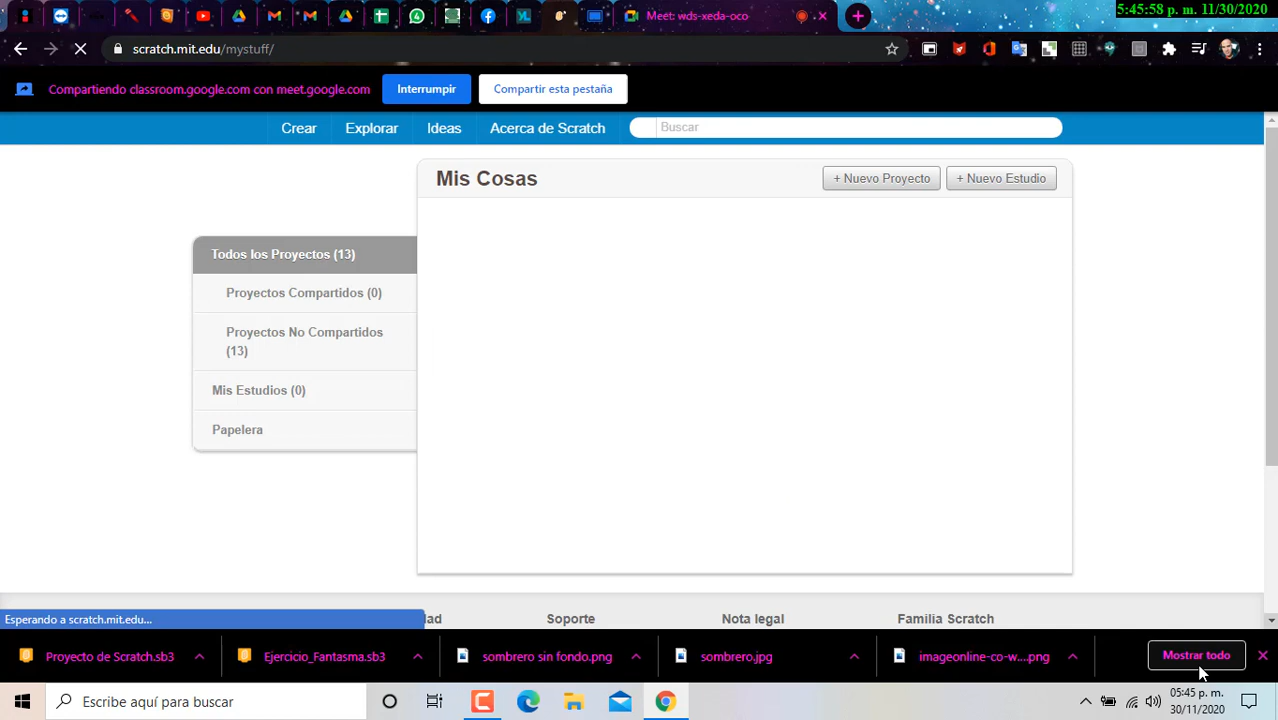 5:45:58 p. m. 11/30/2020
Meet: wds-xeda-oco
scratch.mit.edu/mystuff/
Compartiendo classroom.google.com con meet.google.com
Interrumpir
Compartir esta pestaña
Crear
Explorar
Ideas
Acerca de Scratch
Buscar
Mis Cosas
+ Nuevo Proyecto
+ Nuevo Estudio
Todos los Proyectos (13)
Proyectos Compartidos (0)
Proyectos No Compartidos
(13)
Mis Estudios (0)
Papelera
Esperando a scratch.mit.edu...
dad
Soporte
Nota legal
Familia Scratch
Proyecto de Scratch.sb3
Ejercicio_Fantasma.sb3
sombrero sin fondo.png
sombrero.jpg
imageonline-co-w....png
Mostrar todo
Escribe aquí para buscar
05:45 p. m.
30/11/2020